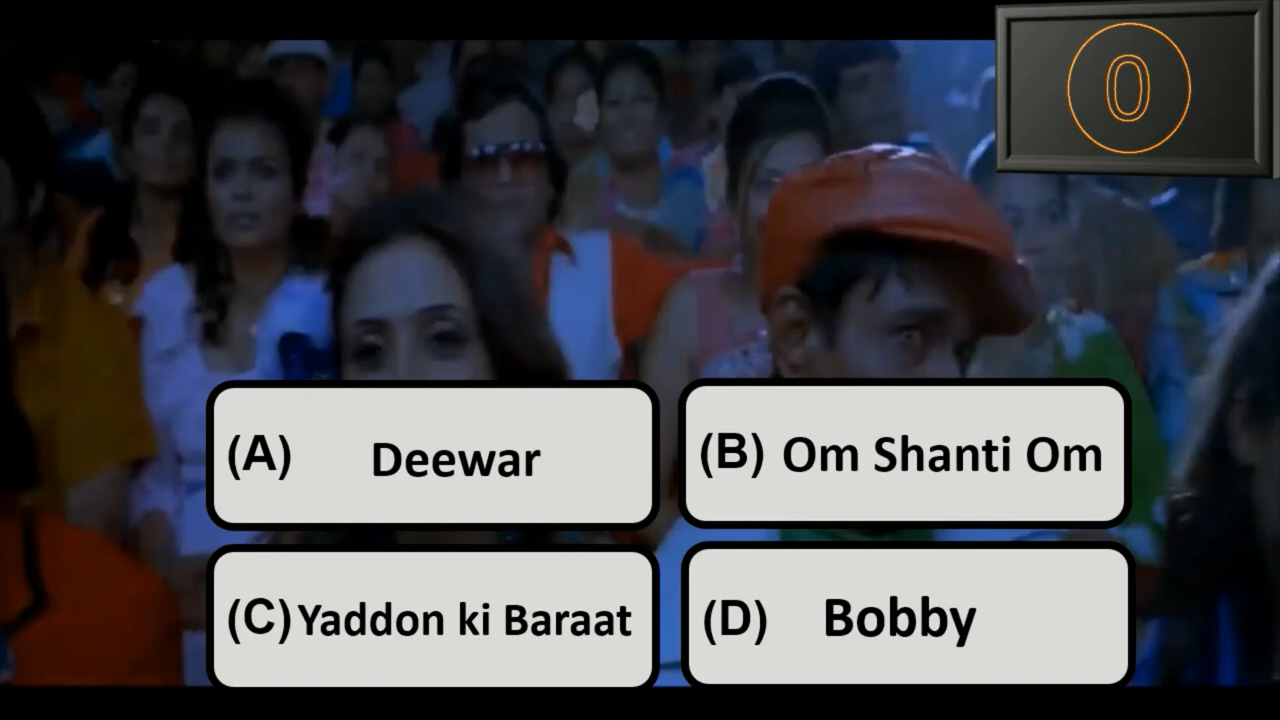 0
(A) Deewar
(B) Om Shanti Om
(C) Yaddon ki Baraat
(D) Bobby